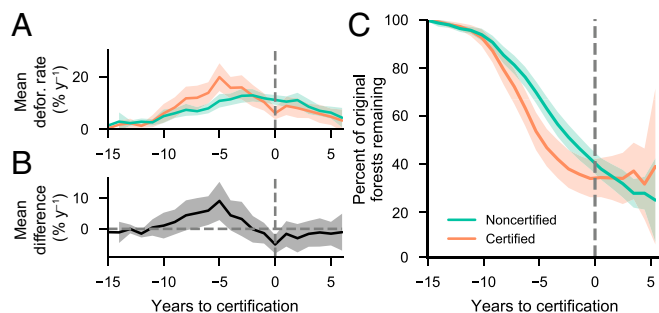 A
Mean
defor. rate
(% y⁻¹)
20
10
0
−15
−10
−5
0
5
B
Mean
difference
(% y⁻¹)
10
0
−15
−10
−5
0
5
Years to certification
C
Percent of original
forests remaining
100
80
60
40
20
0
Noncertified
Certified
−15
−10
−5
0
5
Years to certification